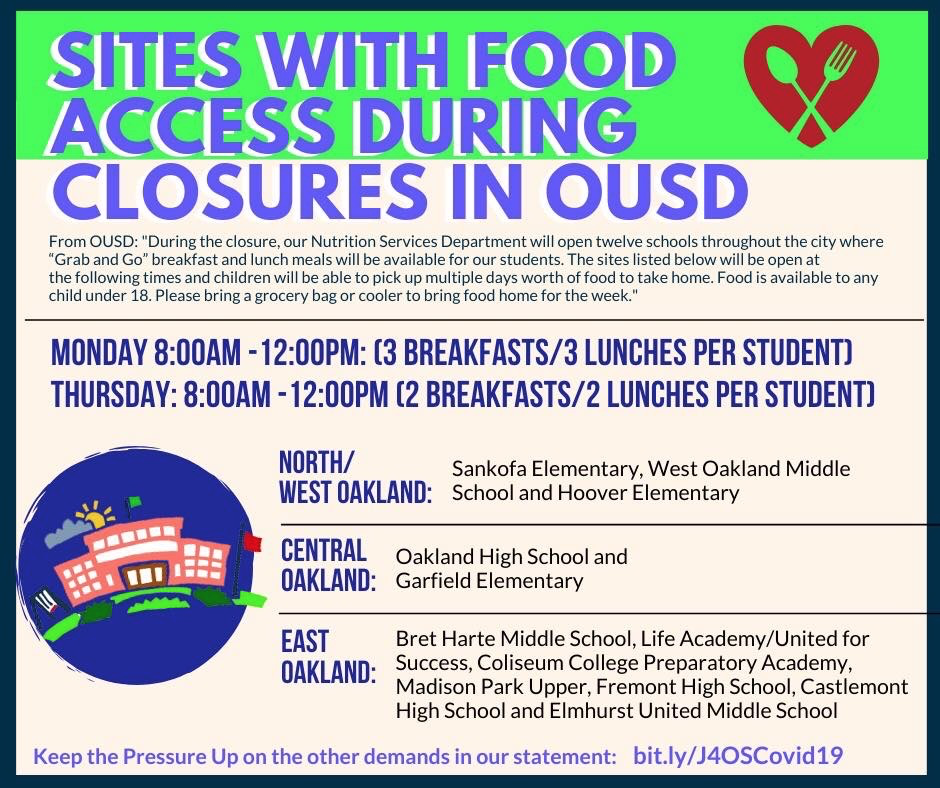 SITES WITH FOOD
ACCESS DURING
CLOSURES IN OUSD
From OUSD: "During the closure, our Nutrition Services Department will open twelve schools throughout the city where
“Grab and Go” breakfast and lunch meals will be available for our students. The sites listed below will be open at
the following times and children will be able to pick up multiple days worth of food to take home. Food is available to any
child under 18. Please bring a grocery bag or cooler to bring food home for the week."
MONDAY 8:00AM -12:00PM: (3 BREAKFASTS/3 LUNCHES PER STUDENT)
THURSDAY: 8:00AM -12:00PM (2 BREAKFASTS/2 LUNCHES PER STUDENT)
NORTH/
WEST OAKLAND:
Sankofa Elementary, West Oakland Middle
School and Hoover Elementary
CENTRAL
OAKLAND:
Oakland High School and
Garfield Elementary
EAST
OAKLAND:
Bret Harte Middle School, Life Academy/United for
Success, Coliseum College Preparatory Academy,
Madison Park Upper, Fremont High School, Castlemont
High School and Elmhurst United Middle School
Keep the Pressure Up on the other demands in our statement: bit.ly/J4OSCovid19